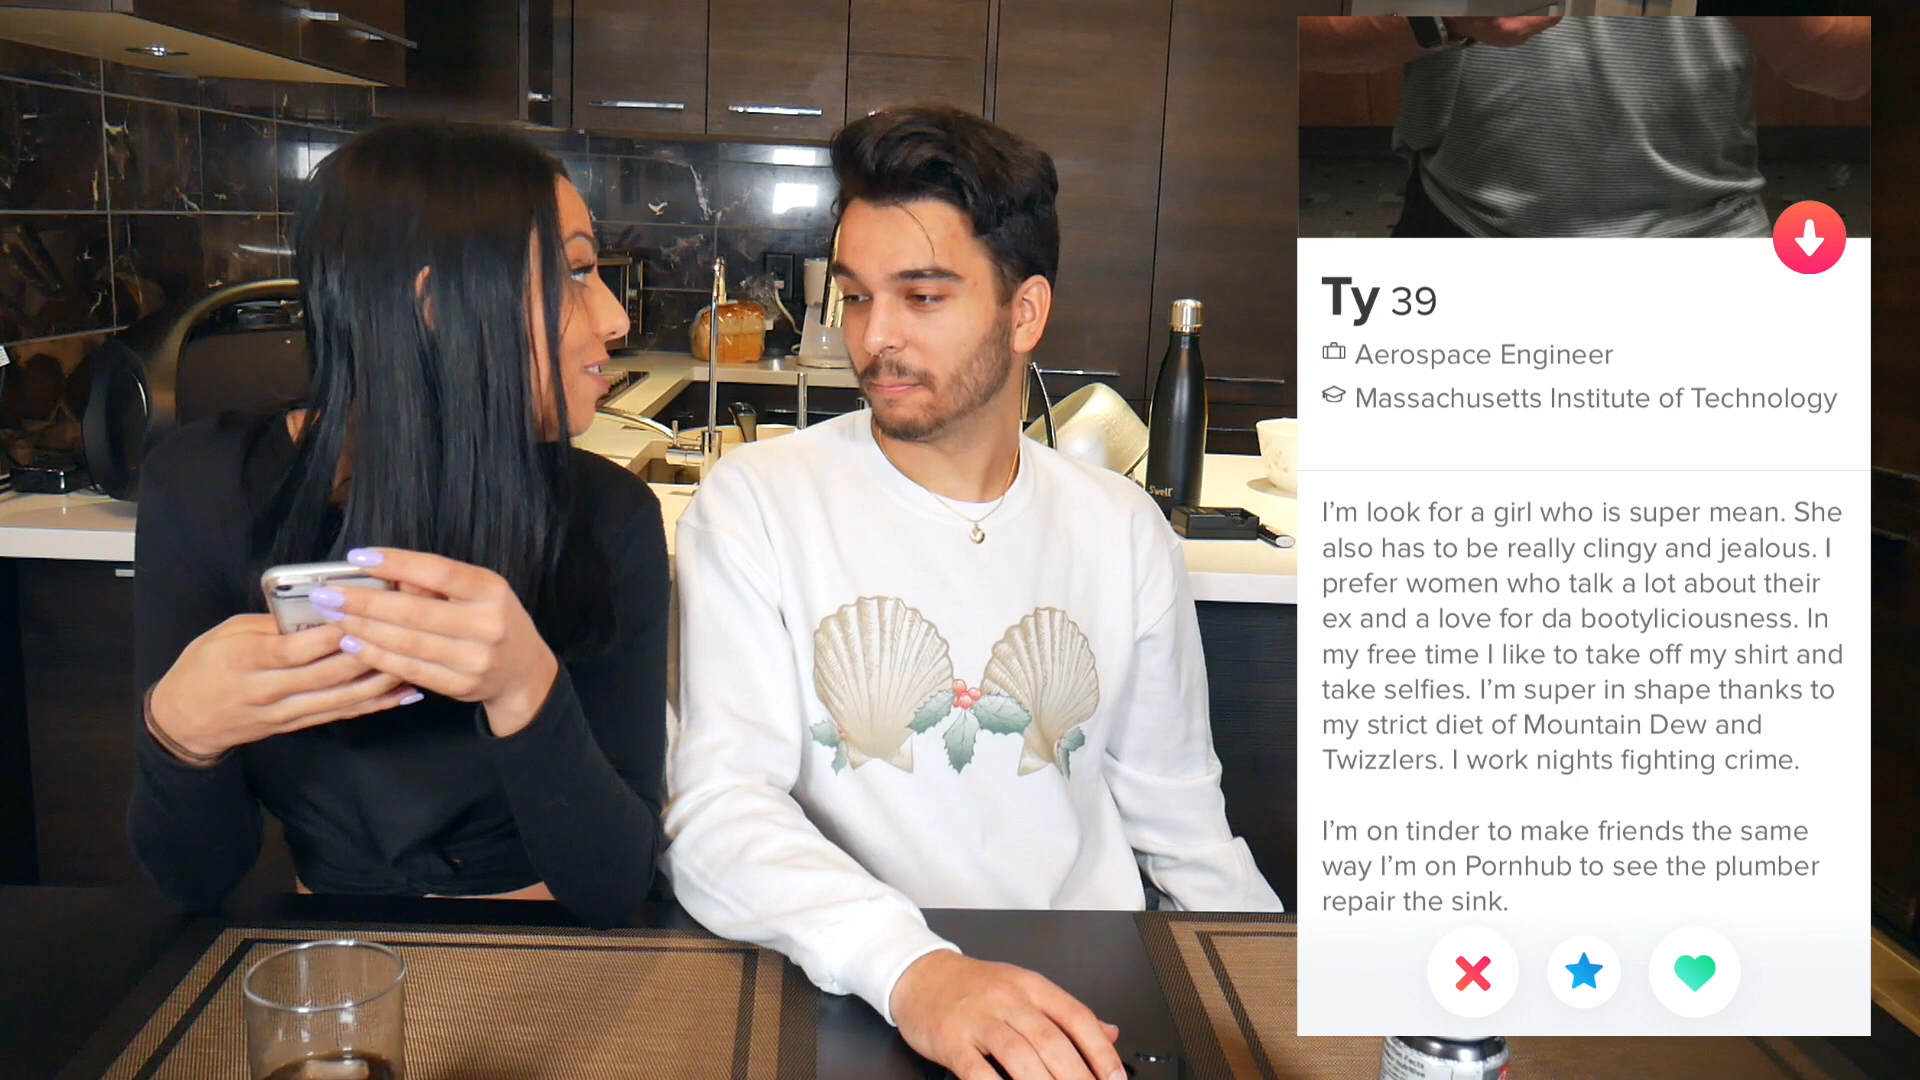 Ty 39
Aerospace Engineer
Massachusetts Institute of Technology
I'm look for a girl who is super mean. She
also has to be really clingy and jealous. I
prefer women who talk a lot about their
ex and a love for da bootyliciousness. In
my free time I like to take off my shirt and
take selfies. I'm super in shape thanks to
my strict diet of Mountain Dew and
Twizzlers. I work nights fighting crime.
I'm on tinder to make friends the same
way I'm on Pornhub to see the plumber
repair the sink.
S'well